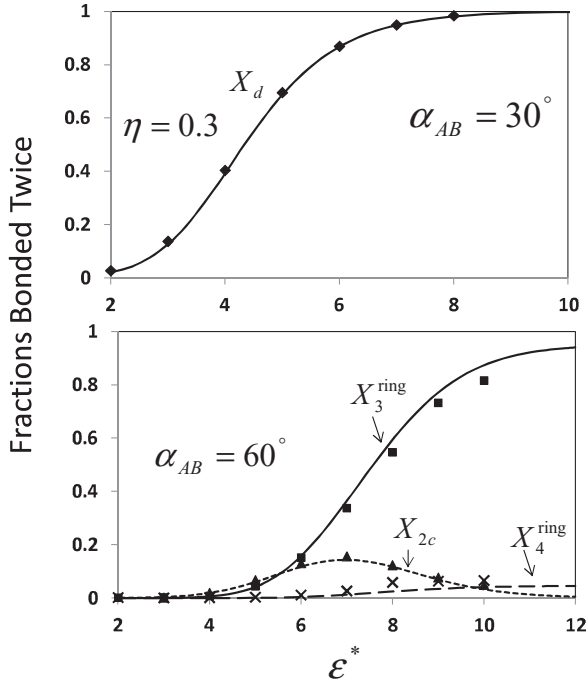 1
0.8
0.6
0.4
0.2
0
X_d
η = 0.3
α_AB = 30°
2 4 6 8 10
Fractions Bonded Twice
1
0.8
0.6
0.4
0.2
0
X_3^ring
α_AB = 60°
X_2c
X_4^ring
2 4 6 8 10 12
ε*